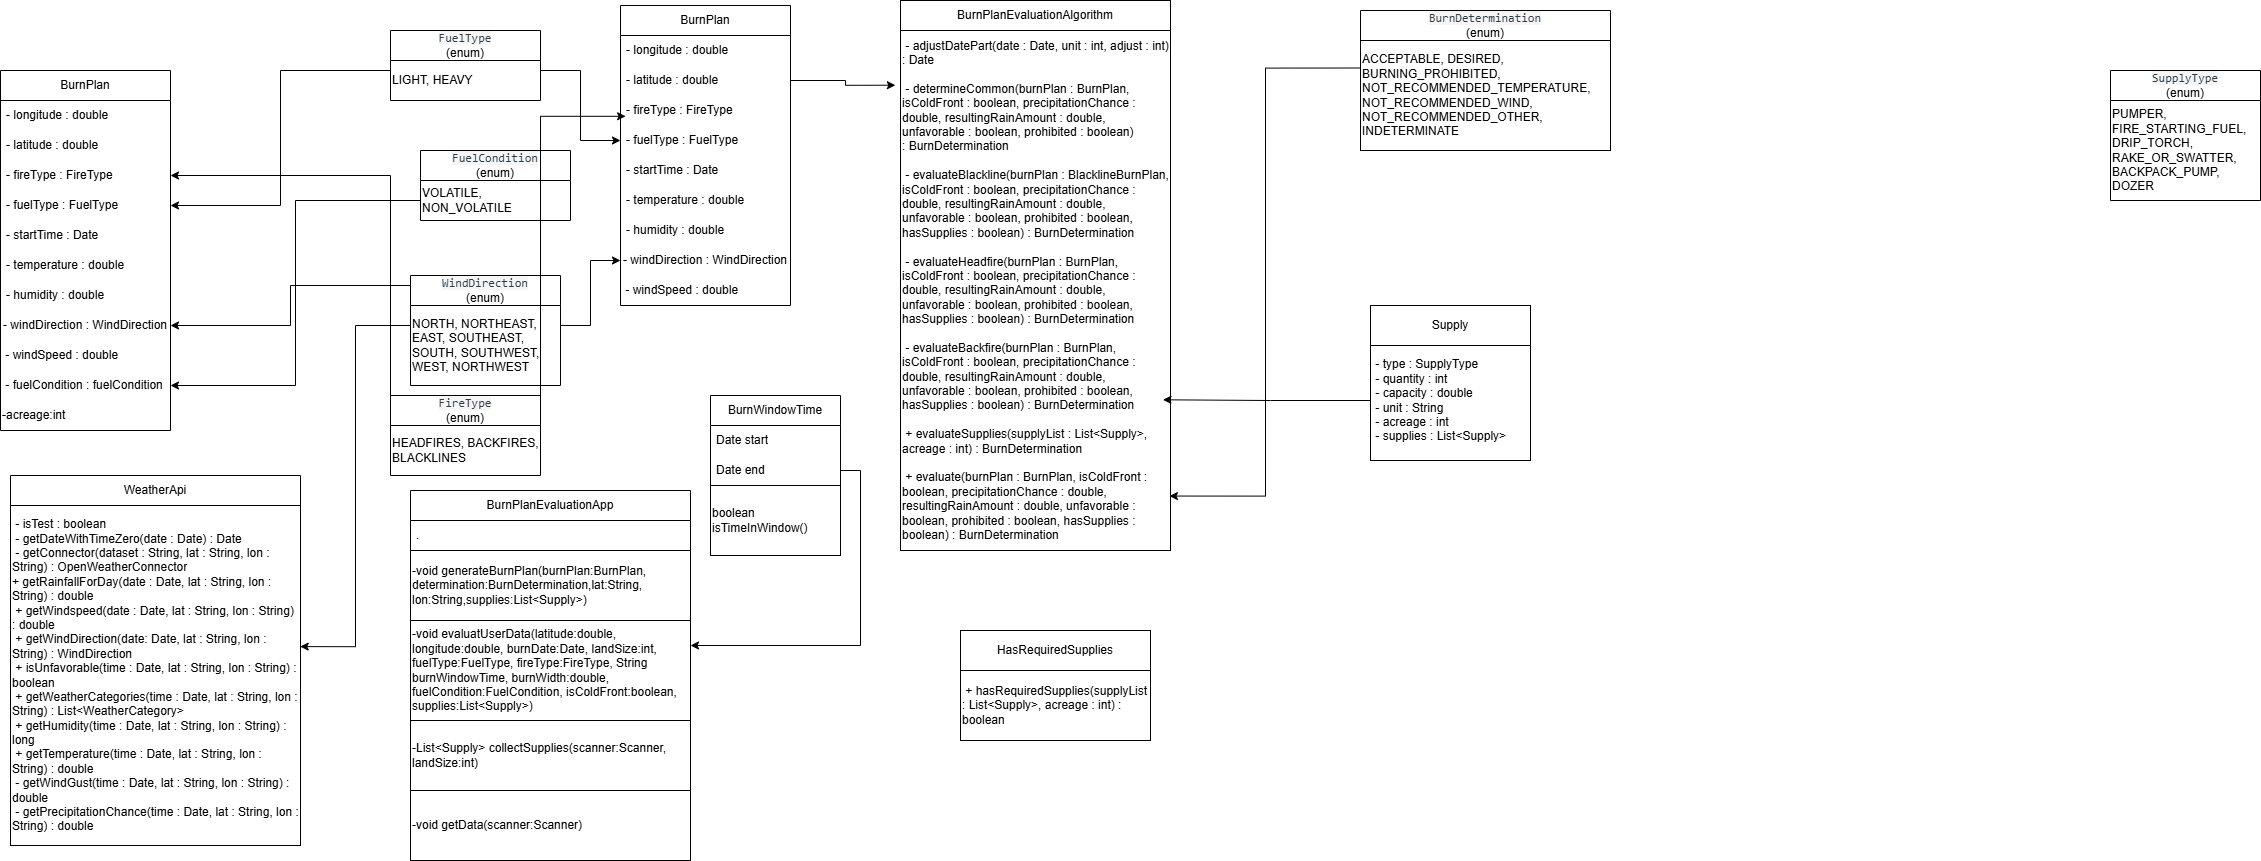 BurnPlan
- longitude : double
- latitude : double
- fireType : FireType
- fuelType : FuelType
- startTime : Date
- temperature : double
- humidity : double
- windDirection : WindDirection
- windSpeed : double
- fuelCondition : fuelCondition
-acreage:int
FuelType
(enum)
LIGHT, HEAVY
FuelCondition
(enum)
VOLATILE,
NON_VOLATILE
WindDirection
(enum)
NORTH, NORTHEAST,
EAST, SOUTHEAST,
SOUTH, SOUTHWEST,
WEST, NORTHWEST
FireType
(enum)
HEADFIRES, BACKFIRES,
BLACKLINES
BurnPlan
- longitude : double
- latitude : double
- fireType : FireType
- fuelType : FuelType
- startTime : Date
- temperature : double
- humidity : double
- windDirection : WindDirection
- windSpeed : double
BurnPlanEvaluationAlgorithm
- adjustDatePart(date : Date, unit : int, adjust : int)
: Date
- determineCommon(burnPlan : BurnPlan,
isColdFront : boolean, precipitationChance :
double, resultingRainAmount : double,
unfavorable : boolean, prohibited : boolean)
: BurnDetermination
- evaluateBlackline(burnPlan : BlacklineBurnPlan,
isColdFront : boolean, precipitationChance :
double, resultingRainAmount : double,
unfavorable : boolean, prohibited : boolean,
hasSupplies : boolean) : BurnDetermination
- evaluateHeadfire(burnPlan : BurnPlan,
isColdFront : boolean, precipitationChance :
double, resultingRainAmount : double,
unfavorable : boolean, prohibited : boolean,
hasSupplies : boolean) : BurnDetermination
- evaluateBackfire(burnPlan : BurnPlan,
isColdFront : boolean, precipitationChance :
double, resultingRainAmount : double,
unfavorable : boolean, prohibited : boolean,
hasSupplies : boolean) : BurnDetermination
+ evaluateSupplies(supplyList : List<Supply>,
acreage : int) : BurnDetermination
+ evaluate(burnPlan : BurnPlan, isColdFront :
boolean, precipitationChance : double,
resultingRainAmount : double, unfavorable :
boolean, prohibited : boolean, hasSupplies :
boolean) : BurnDetermination
BurnDetermination
(enum)
ACCEPTABLE, DESIRED,
BURNING_PROHIBITED,
NOT_RECOMMENDED_TEMPERATURE,
NOT_RECOMMENDED_WIND,
NOT_RECOMMENDED_OTHER,
INDETERMINATE
SupplyType
(enum)
PUMPER,
FIRE_STARTING_FUEL,
DRIP_TORCH,
RAKE_OR_SWATTER,
BACKPACK_PUMP,
DOZER
Supply
- type : SupplyType
- quantity : int
- capacity : double
- unit : String
- acreage : int
- supplies : List<Supply>
BurnWindowTime
Date start
Date end
boolean
isTimeInWindow()
WeatherApi
- isTest : boolean
- getDateWithTimeZero(date : Date) : Date
- getConnector(dataset : String, lat : String, lon :
String) : OpenWeatherConnector
+ getRainfallForDay(date : Date, lat : String, lon :
String) : double
+ getWindspeed(date : Date, lat : String, lon : String)
: double
+ getWindDirection(date: Date, lat : String, lon :
String) : WindDirection
+ isUnfavorable(time : Date, lat : String, lon : String) :
boolean
+ getWeatherCategories(time : Date, lat : String, lon :
String) : List<WeatherCategory>
+ getHumidity(time : Date, lat : String, lon : String) :
long
+ getTemperature(time : Date, lat : String, lon :
String) : double
- getWindGust(time : Date, lat : String, lon : String) :
double
- getPrecipitationChance(time : Date, lat : String, lon :
String) : double
BurnPlanEvaluationApp
.
-void generateBurnPlan(burnPlan:BurnPlan,
determination:BurnDetermination,lat:String,
lon:String,supplies:List<Supply>)
-void evaluatUserData(latitude:double,
longitude:double, burnDate:Date, landSize:int,
fuelType:FuelType, fireType:FireType, String
burnWindowTime, burnWidth:double,
fuelCondition:FuelCondition, isColdFront:boolean,
supplies:List<Supply>)
-List<Supply> collectSupplies(scanner:Scanner,
landSize:int)
-void getData(scanner:Scanner)
HasRequiredSupplies
+ hasRequiredSupplies(supplyList
: List<Supply>, acreage : int) :
boolean